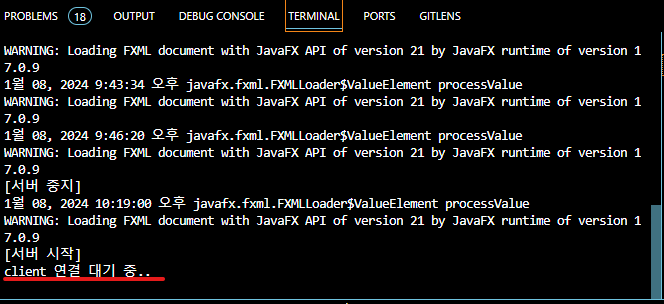 PROBLEMS 18 OUTPUT DEBUG CONSOLE TERMINAL PORTS GITLENS
WARNING: Loading FXML document with JavaFX API of version 21 by JavaFX runtime of version 1
7.0.9
1월 08, 2024 9:43:34 오후 javafx.fxml.FXMLLoader$ValueElement processValue
WARNING: Loading FXML document with JavaFX API of version 21 by JavaFX runtime of version 1
7.0.9
1월 08, 2024 9:46:20 오후 javafx.fxml.FXMLLoader$ValueElement processValue
WARNING: Loading FXML document with JavaFX API of version 21 by JavaFX runtime of version 1
7.0.9
[서버 중지]
1월 08, 2024 10:19:00 오후 javafx.fxml.FXMLLoader$ValueElement processValue
WARNING: Loading FXML document with JavaFX API of version 21 by JavaFX runtime of version 1
7.0.9
[서버 시작]
client 연결 대기 중..